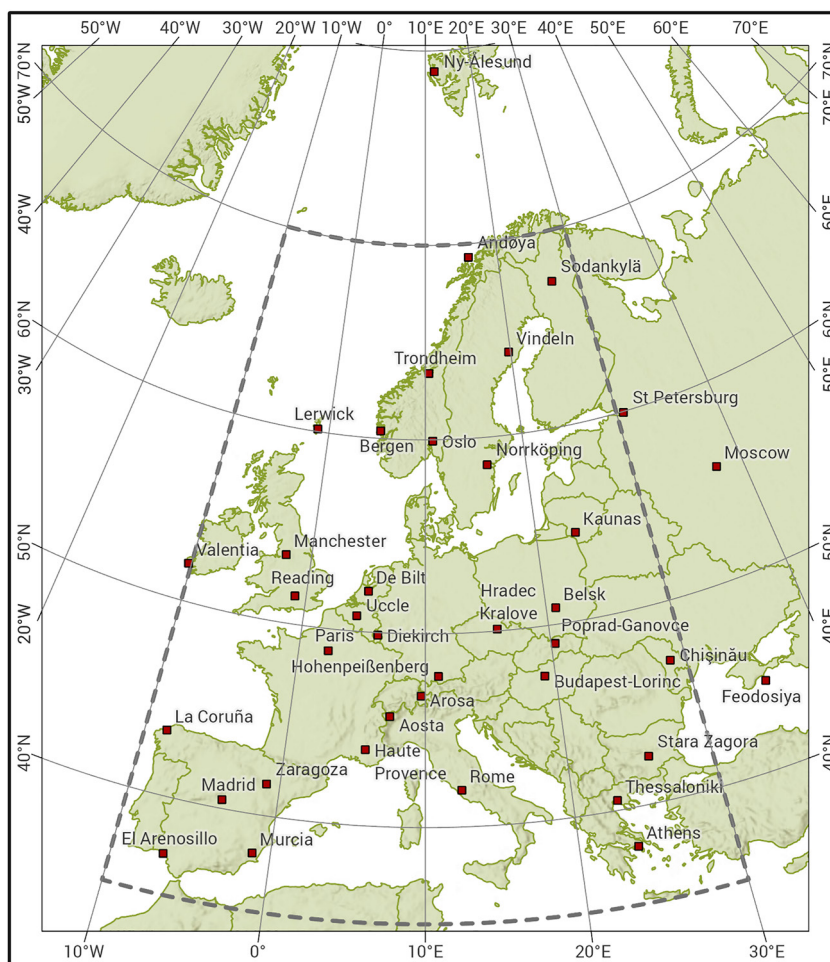 50°W 40°W 30°W 20°W 10°W 0° 10°E 20°E 30°E 40°E 50°E 60°E 70°E
70°N
70°N
50°W
Ny-Alesund
40°W
60°E
Andøya
Sodankylä
60°N
60°N
Vindeln
30°W
Trondheim
50°E
Lerwick
St Petersburg
Bergen
Oslo
Norrköping
Moscow
Kaunas
50°N
50°N
Valentia
Manchester
Reading
De Bilt
Hradec
Kralove
Belsk
20°W
40°E
Uccle
Poprad-Ganovce
Paris
Diekirch
Hohenpeißenberg
Chişinău
Budapest-Lorinc
Feodosiya
Arosa
La Coruña
Aosta
40°N
40°N
Stara Zagora
Haute
Provence
Zaragoza
Madrid
Rome
Thessaloniki
El Arenosillo
Murcia
Athens
10°W 0° 10°E 20°E 30°E